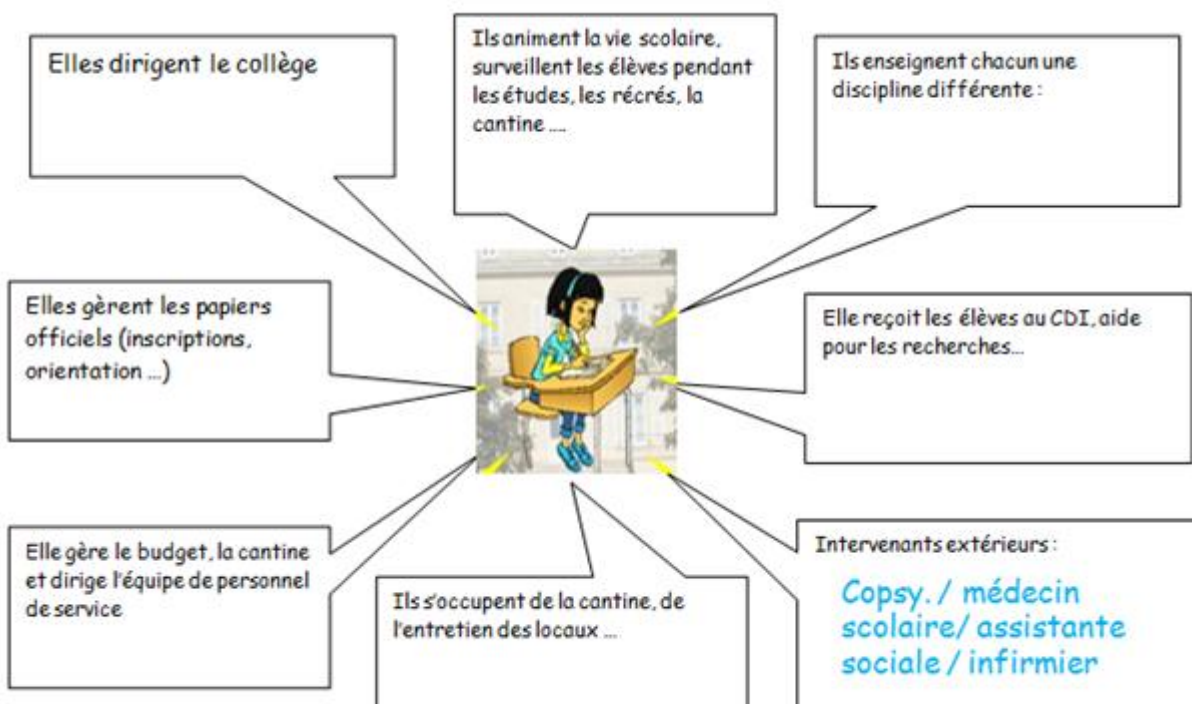 Elles dirigent le collège
Ils animent la vie scolaire,
surveillent les élèves pendant
les études, les récrés, la
cantine ....
Ils enseignent chacun une
discipline différente :
Elles gèrent les papiers
officiels (inscriptions,
orientation ...)
Elle reçoit les élèves au CDI, aide
pour les recherches...
Elle gère le budget, la cantine
et dirige l'équipe de personnel
de service
Ils s'occupent de la cantine, de
l'entretien des locaux ...
Intervenants extérieurs :
Copsy. / médecin
scolaire/ assistante
sociale / infirmier